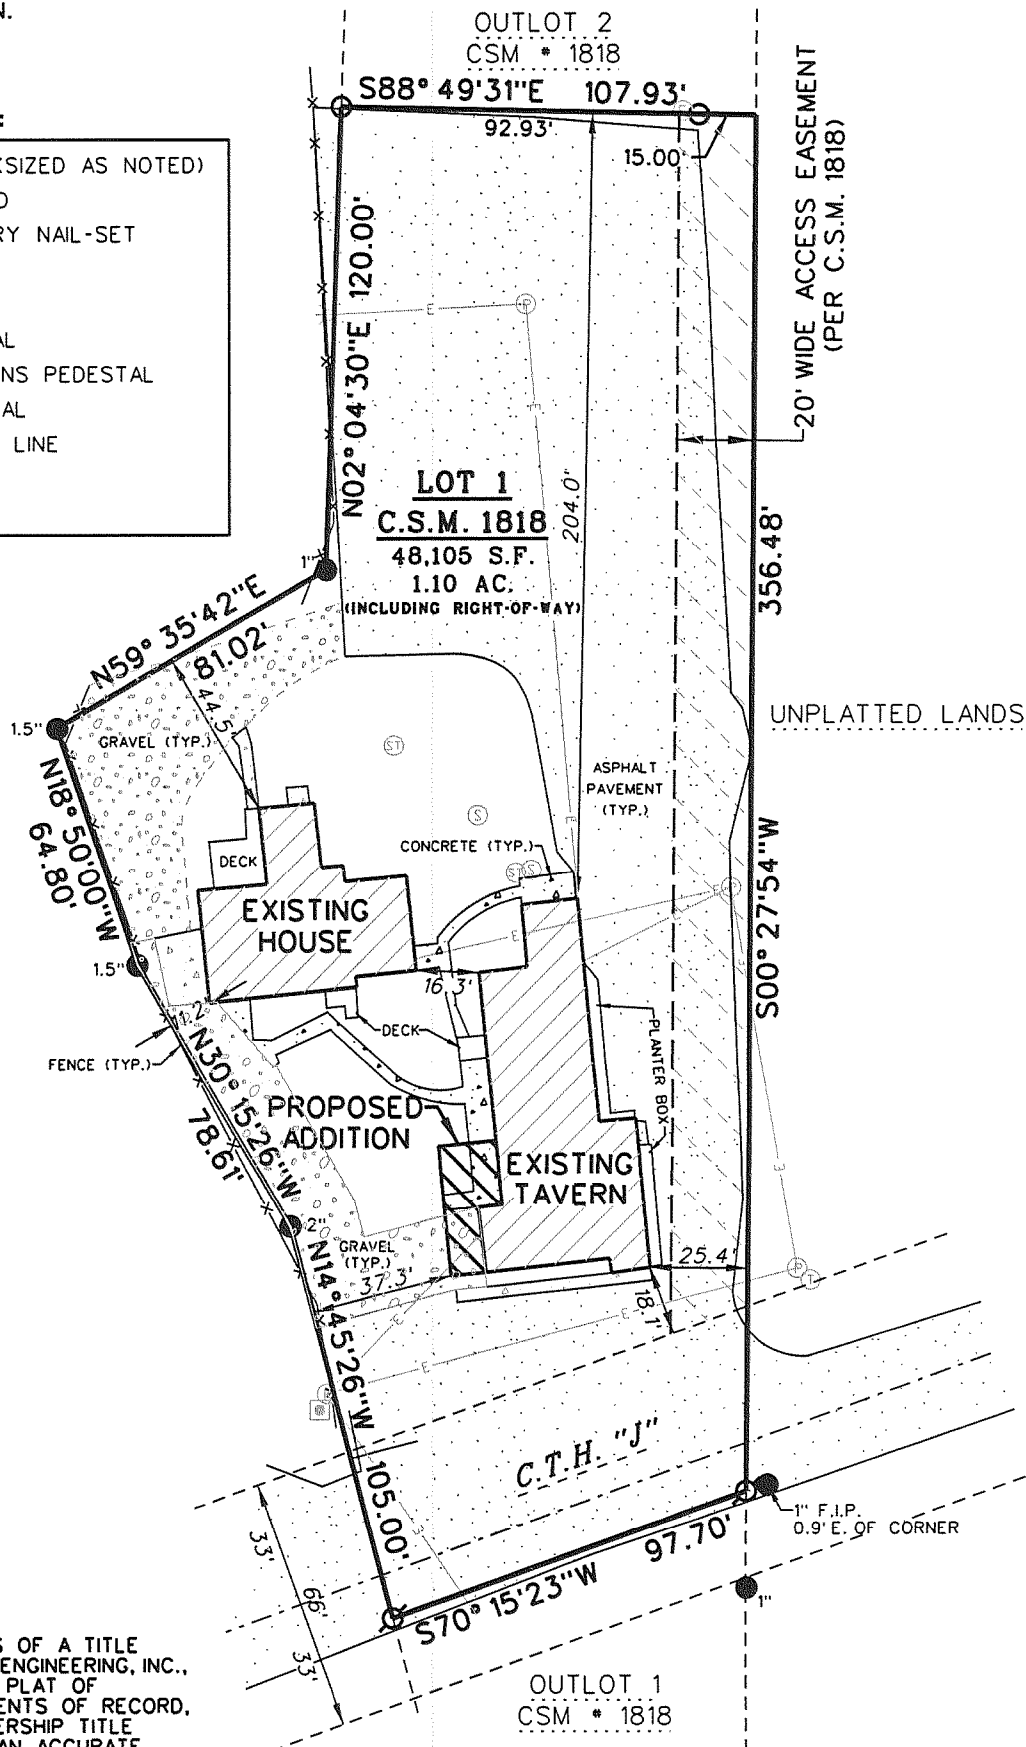 N.
OUTLOT 2
CSM * 1818
S88° 49'31"E 107.93'
92.93'
15.00'
20' WIDE ACCESS EASEMENT
(PER C.S.M. 1818)
:
(SIZED AS NOTED)
NAIL-SET
PEDESTAL
LINE
N02° 04'30"E 120.00'
LOT 1
C.S.M. 1818
48,105 S.F.
1.10 AC.
(INCLUDING RIGHT-OF-WAY)
204.0'
356.48'
S00° 27'54"W
1"
N59° 35'42"E
81.02'
44.5'
1.5"
GRAVEL (TYP.)
UNPLATTED LANDS
N18° 50'00"W
64.80'
ST
S
ASPHALT
PAVEMENT
(TYP.)
CONCRETE (TYP.)
ST
S
DECK
EXISTING
HOUSE
E
E
E
E
P
1.5"
16.3'
1.2'
DECK
FENCE (TYP.)
PLANTER BOX
N30° 15'26"W
78.61'
PROPOSED
ADDITION
EXISTING
TAVERN
2"
GRAVEL
(TYP.)
37.3'
25.4'
18.1'
P
T
E
E
E
N14° 45'26"W
105.00'
C.T.H. "J"
1" F.I.P.
0.9' E. OF CORNER
97.70'
S70° 15'23"W
1"
33'
66'
33'
OUTLOT 1
CSM * 1818
OF A TITLE
ENGINEERING, INC.,
PLAT OF
OF RECORD,
TITLE
AN ACCURATE